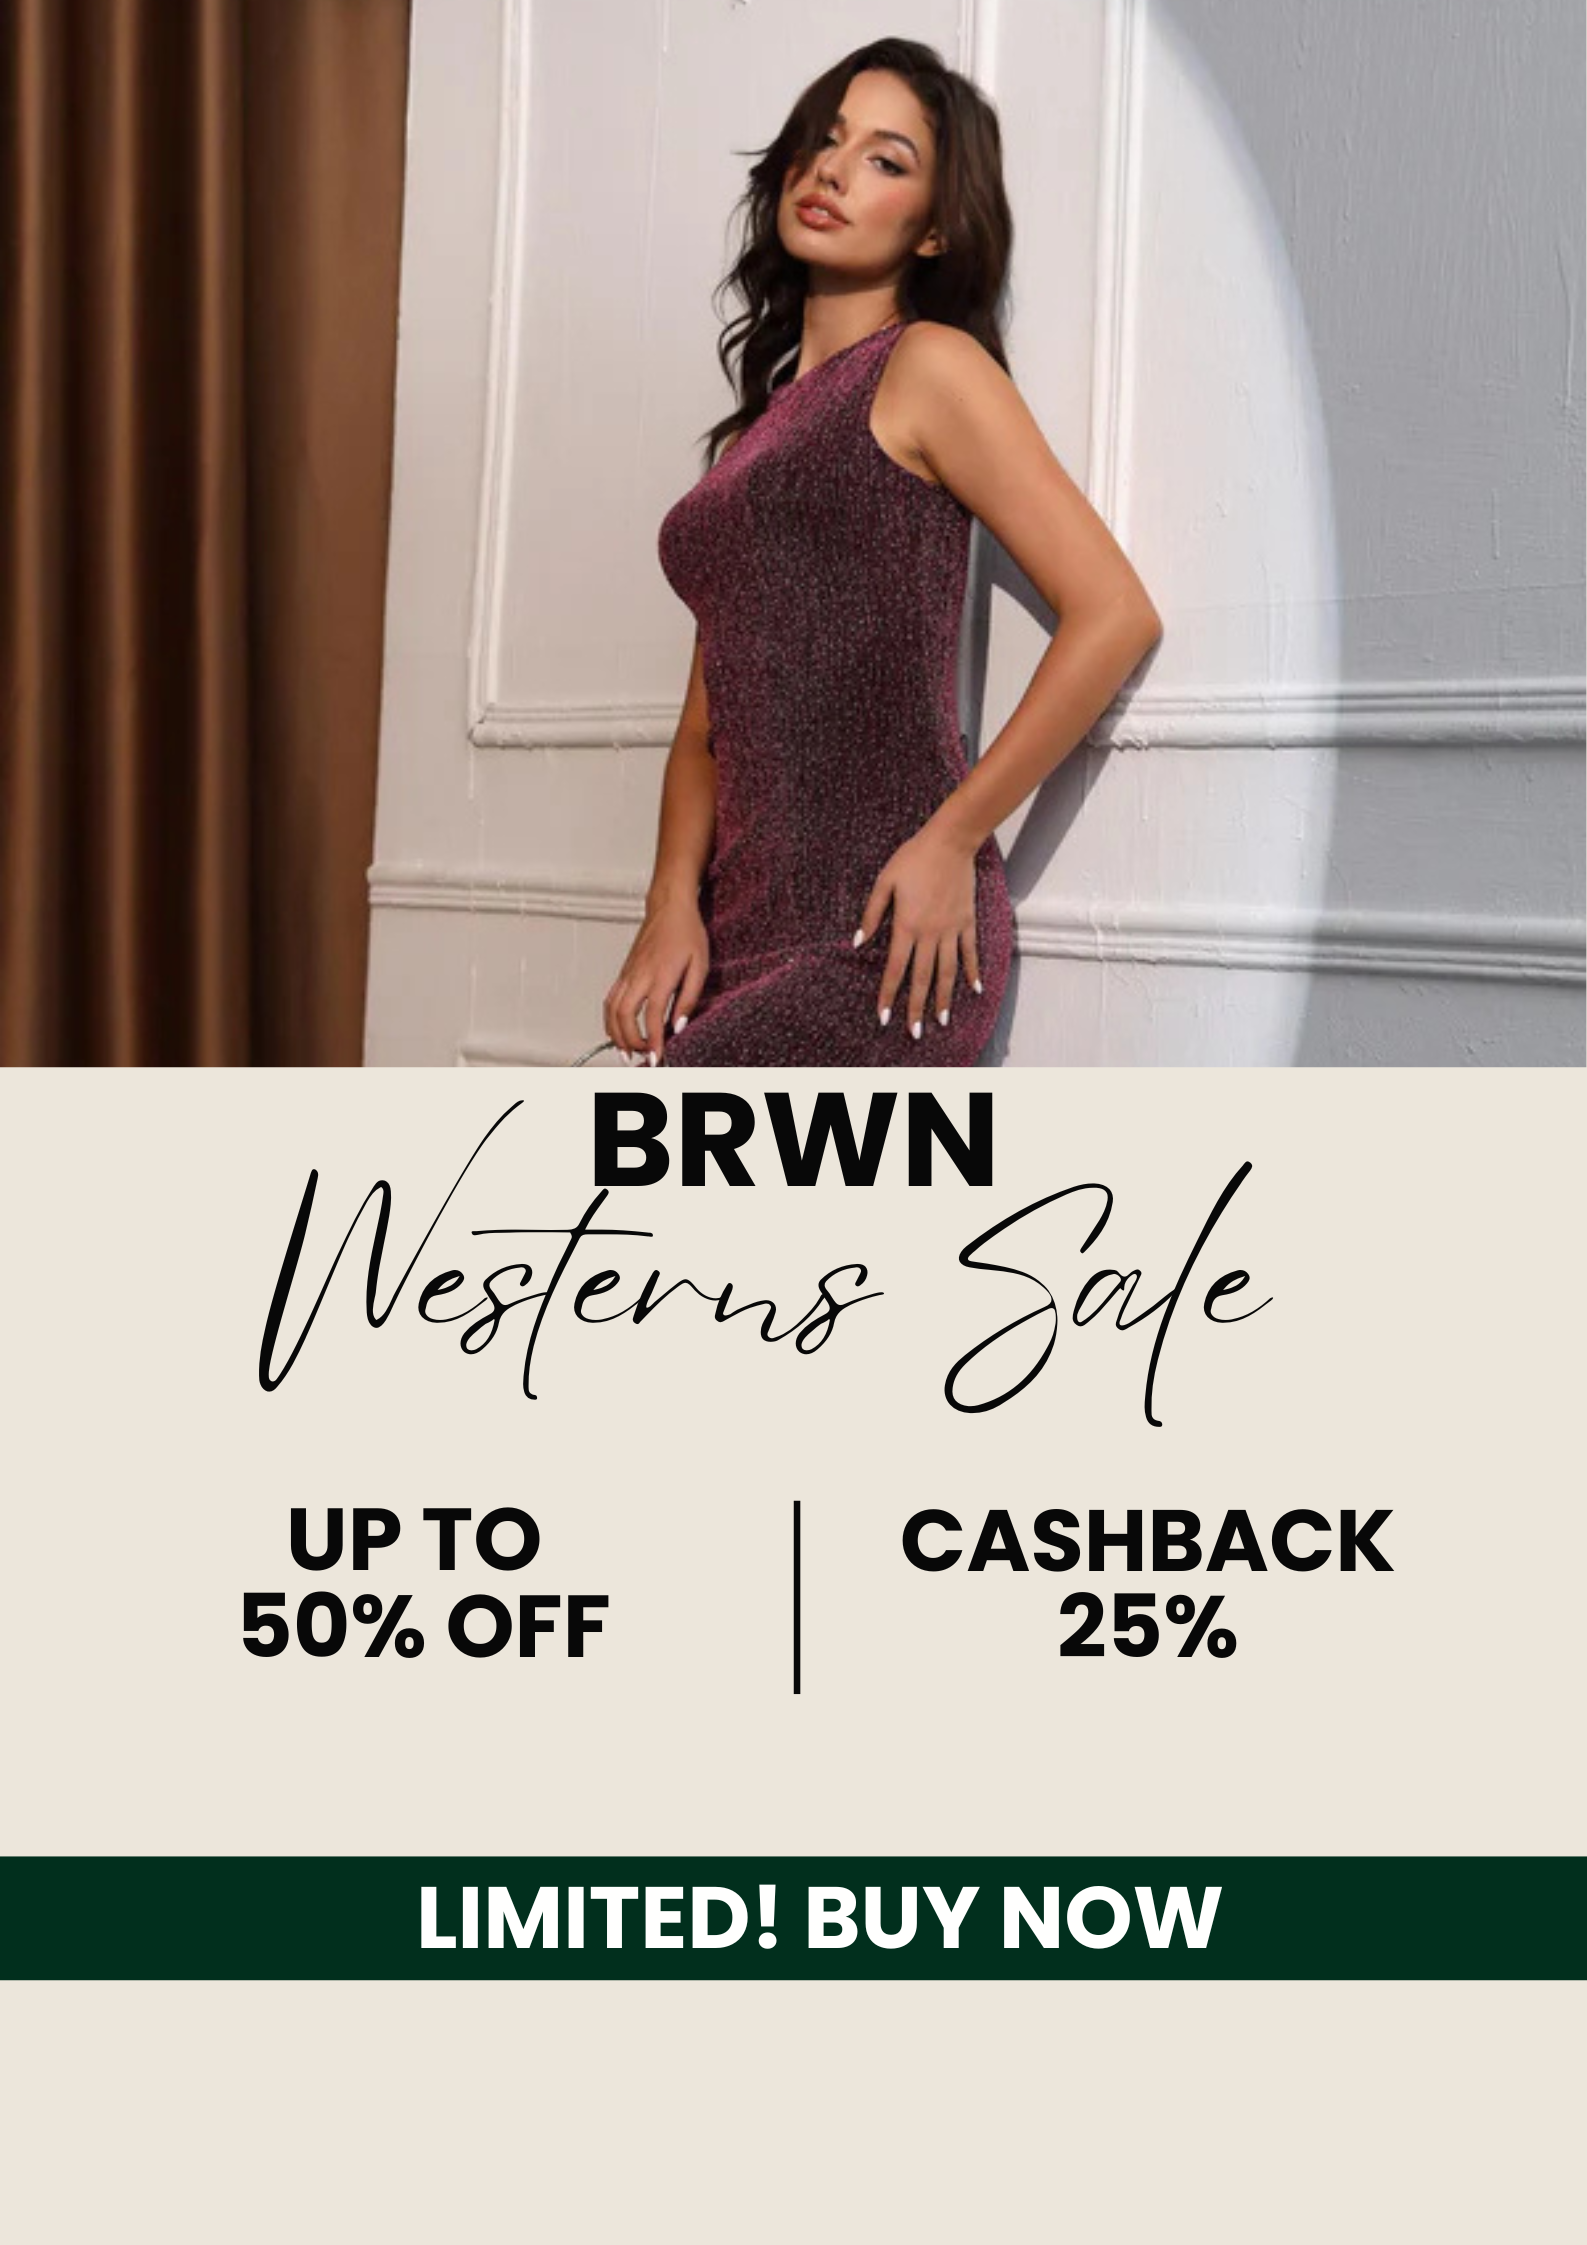 BRWN
Westerns Sale
UP TO
50% OFF
CASHBACK
25%
LIMITED! BUY NOW